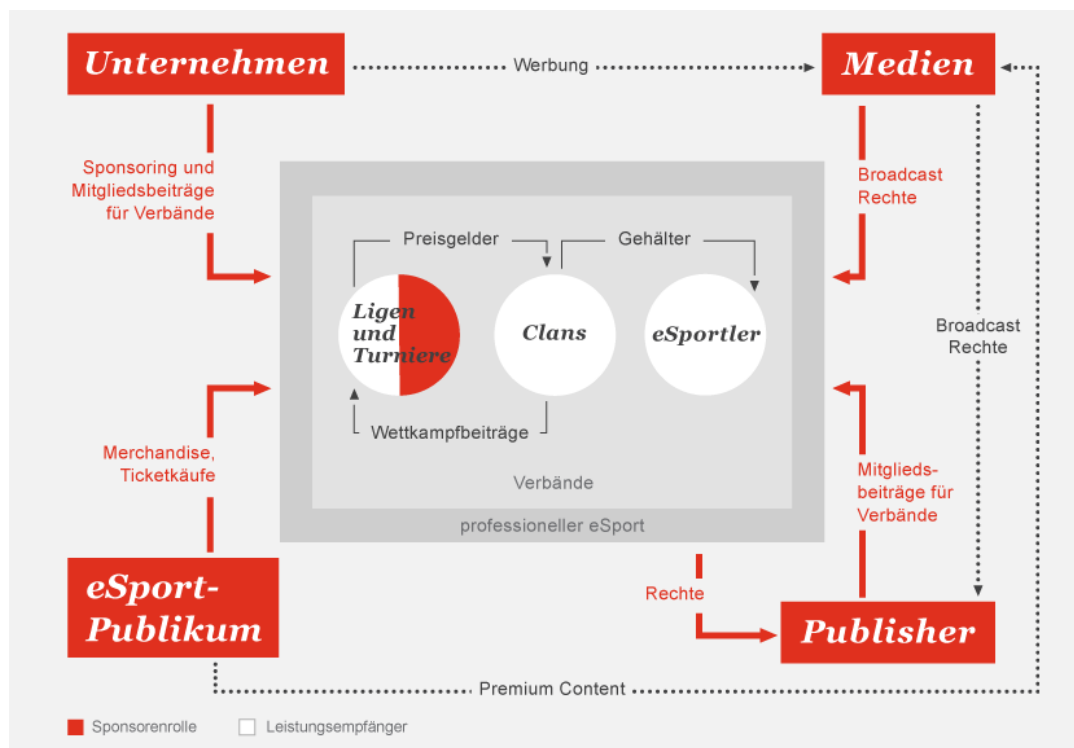 Unternehmen
Werbung
Medien
Sponsoring und
Mitgliedsbeiträge
für Verbände
Broadcast
Rechte
Preisgelder
Gehälter
Ligen
und
Turniere
Clans
eSportler
Broadcast
Rechte
Wettkampfbeiträge
Merchandise,
Ticketkäufe
Verbände
Mitglieds-
beiträge für
Verbände
professioneller eSport
eSport-
Publikum
Rechte
Publisher
Premium Content
Sponsorenrolle
Leistungsempfänger